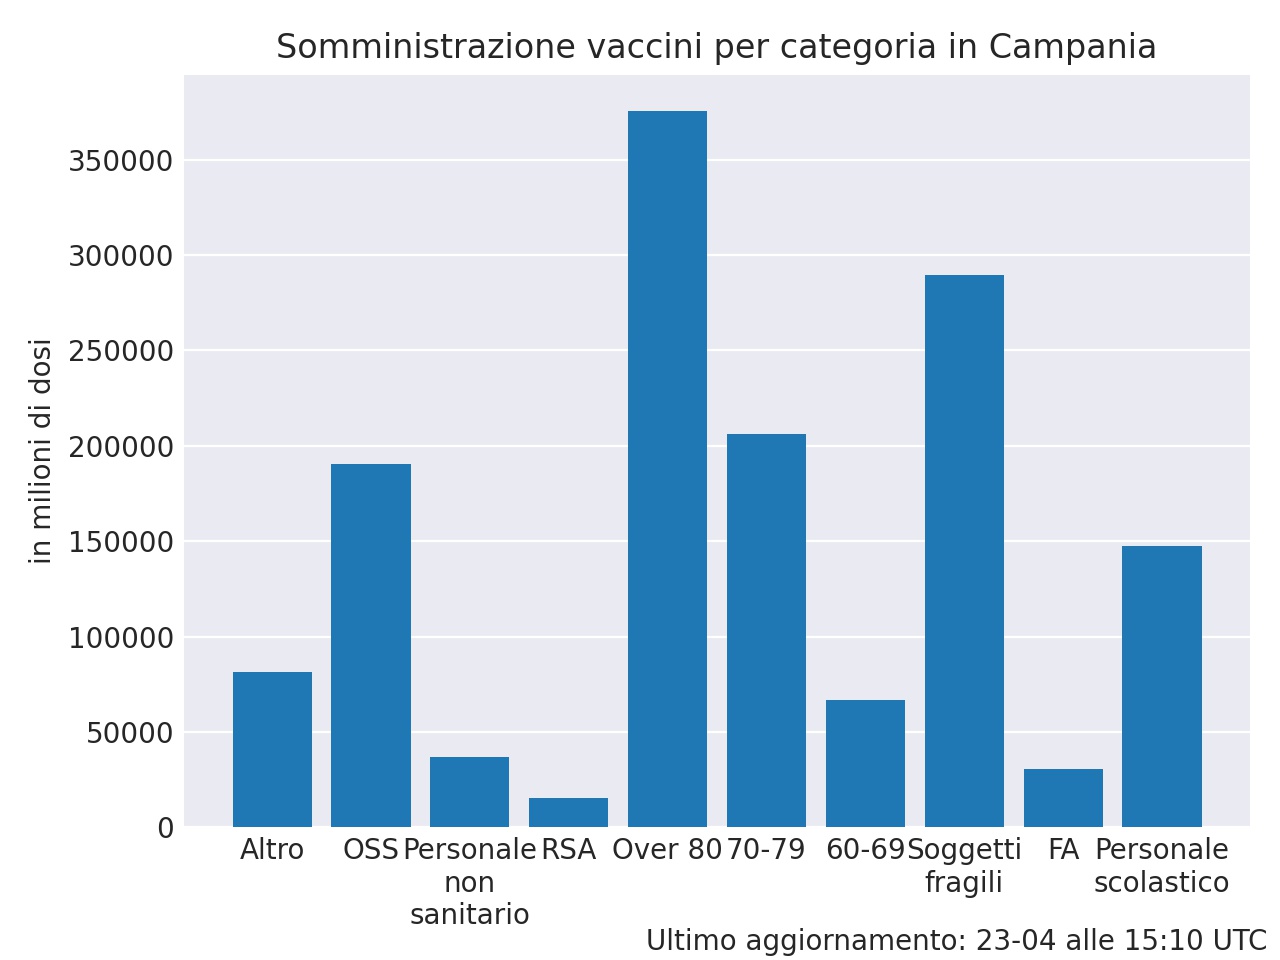 Somministrazione vaccini per categoria in Campania
in milioni di dosi
350000
300000
250000
200000
150000
100000
50000
0
Altro
OSS
Personale
non
sanitario
RSA
Over 80
70-79
60-69
Soggetti
fragili
FA
Personale
scolastico
Ultimo aggiornamento: 23-04 alle 15:10 UTC